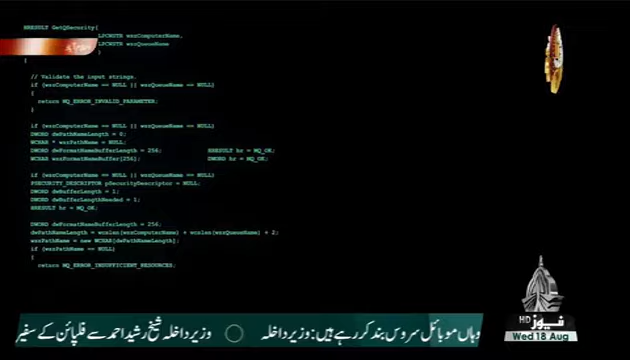 HRESULT GetQSecurity(
LPCWSTR wszComputerName,
LPCWSTR wszQueueName
)
{
// Validate the input strings.
if (wszComputerName == NULL || wszQueueName == NULL)
{
return MQ_ERROR_INVALID_PARAMETER;
}
if (wszComputerName == NULL || wszQueueName == NULL)
DWORD dwPathNameLength = 0;
WCHAR * wszPathName = NULL;
DWORD dwFormatNameBufferLength = 256; HRESULT hr = MQ_OK;
WCHAR wszFormatNameBuffer[256]; DWORD hr = MQ_OK;
if (wszComputerName == NULL || wszQueueName == NULL)
PSECURITY_DESCRIPTOR pSecurityDescriptor = NULL;
DWORD dwBufferLength = 1;
DWORD dwBufferLengthNeeded = 1;
HRESULT hr = MQ_OK;
DWORD dwFormatNameBufferLength = 256;
dwPathNameLength = wcslen(wszComputerName) + wcslen(wszQueueName) + 2;
wszPathName = new WCHAR[dwPathNameLength];
if (wszPathName == NULL)
{
return MQ_ERROR_INSUFFICIENT_RESOURCES;
HD نیوز
Wed 18 Aug
وہاں موبائل سروس بند کر رہے ہیں: وزیر داخلہ
وزیر داخلہ شیخ رشید احمد سے فلپائن کے سفیر